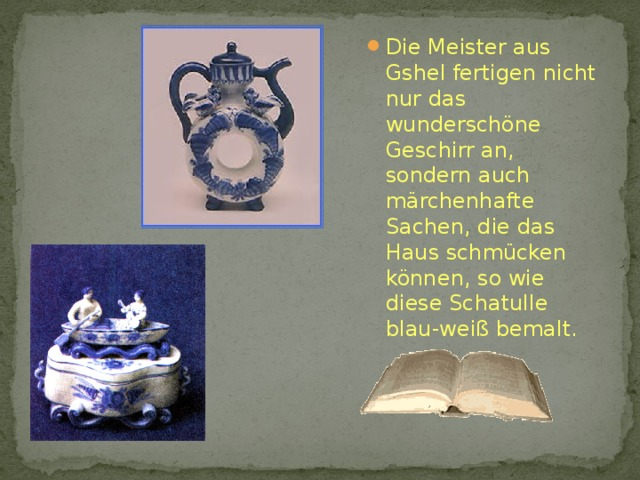 Die Meister aus
Gshel fertigen nicht
nur das
wunderschöne
Geschirr an,
sondern auch
märchenhafte
Sachen, die das
Haus schmücken
können, so wie
diese Schatulle
blau-weiß bemalt.